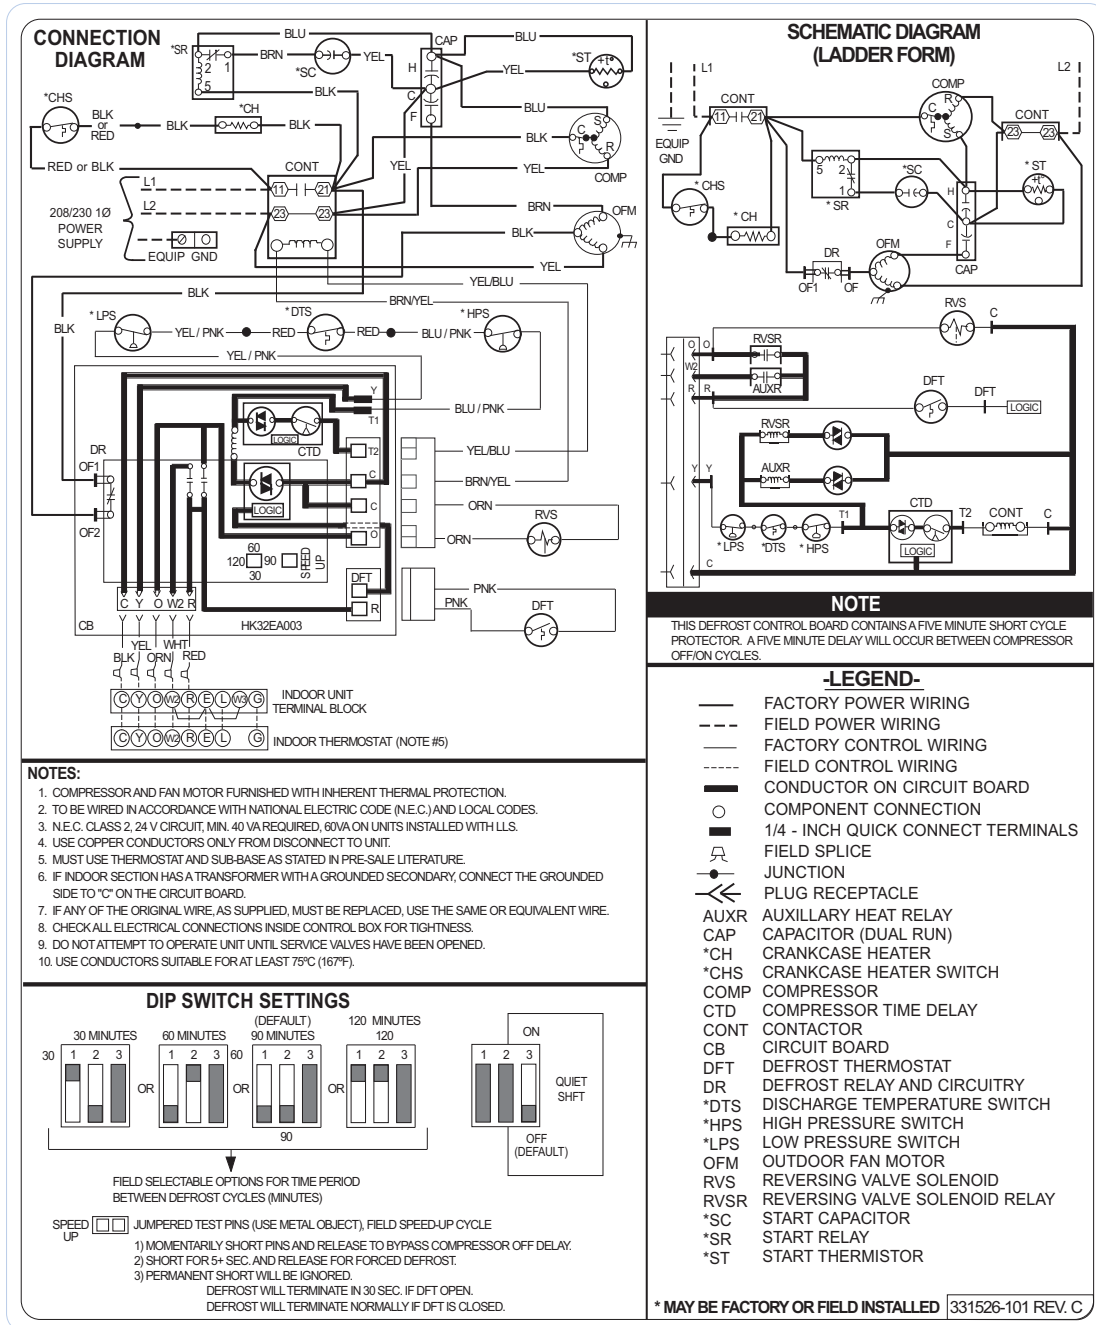 CONNECTION
DIAGRAM
*SR
BLU
BRN
2 1
5
*SC
YEL
BLK
CAP
H
C
F
BLU
YEL
*ST
+t°
*CHS
BLK
or
RED
BLK
*CH
BLK
BLU
BLK
YEL
YEL
C
S
R
COMP
RED or BLK
CONT
11
21
23
23
L1
L2
208/230 1Ø
POWER
SUPPLY
EQUIP GND
BRN
BLK
OFM
YEL
YEL/BLU
BLK
BRN/YEL
BLK
*LPS
YEL / PNK
RED
*DTS
RED
BLU / PNK
*HPS
YEL / PNK
Y
BLU / PNK
T1
LOGIC
CTD
T2
YEL/BLU
DR
OF1
C
BRN/YEL
LOGIC
C
ORN
RVS
OF2
O
ORN
60
120 90
30
SPEED
UP
DFT
PNK
R
PNK
DFT
C Y O W2 R
CB
HK32EA003
YEL WHT
BLK ORN RED
C Y O W2 R E L W3 G
INDOOR UNIT
TERMINAL BLOCK
C Y O W2 R E L G
INDOOR THERMOSTAT (NOTE #5)
NOTES:
1. COMPRESSOR AND FAN MOTOR FURNISHED WITH INHERENT THERMAL PROTECTION.
2. TO BE WIRED IN ACCORDANCE WITH NATIONAL ELECTRIC CODE (N.E.C.) AND LOCAL CODES.
3. N.E.C. CLASS 2, 24 V CIRCUIT, MIN. 40 VA REQUIRED, 60VA ON UNITS INSTALLED WITH LLS.
4. USE COPPER CONDUCTORS ONLY FROM DISCONNECT TO UNIT.
5. MUST USE THERMOSTAT AND SUB-BASE AS STATED IN PRE-SALE LITERATURE.
6. IF INDOOR SECTION HAS A TRANSFORMER WITH A GROUNDED SECONDARY, CONNECT THE GROUNDED
SIDE TO "C" ON THE CIRCUIT BOARD.
7. IF ANY OF THE ORIGINAL WIRE, AS SUPPLIED, MUST BE REPLACED, USE THE SAME OR EQUIVALENT WIRE.
8. CHECK ALL ELECTRICAL CONNECTIONS INSIDE CONTROL BOX FOR TIGHTNESS.
9. DO NOT ATTEMPT TO OPERATE UNIT UNTIL SERVICE VALVES HAVE BEEN OPENED.
10. USE CONDUCTORS SUITABLE FOR AT LEAST 75ºC (167ºF).
DIP SWITCH SETTINGS
30 MINUTES
60 MINUTES
(DEFAULT)
90 MINUTES
120 MINUTES
120
30 1 2 3
OR
1 2 3 60
OR
1 2 3
90
OR
1 2 3
ON
1 2 3
QUIET
SHFT
OFF
(DEFAULT)
FIELD SELECTABLE OPTIONS FOR TIME PERIOD
BETWEEN DEFROST CYCLES (MINUTES)
SPEED
UP
JUMPERED TEST PINS (USE METAL OBJECT), FIELD SPEED-UP CYCLE
1) MOMENTARILY SHORT PINS AND RELEASE TO BYPASS COMPRESSOR OFF DELAY.
2) SHORT FOR 5+ SEC. AND RELEASE FOR FORCED DEFROST.
3) PERMANENT SHORT WILL BE IGNORED.
DEFROST WILL TERMINATE IN 30 SEC. IF DFT OPEN.
DEFROST WILL TERMINATE NORMALLY IF DFT IS CLOSED.
SCHEMATIC DIAGRAM
(LADDER FORM)
L1
L2
COMP
CONT
11
21
C
R
S
CONT
23
23
EQUIP
GND
5 2
1
* SR
*SC
H
C
F
CAP
* ST
+t°
* CHS
* CH
DR
OF1 OF
OFM
RVS
C
O O
RVSR
W2
AUXR
R R
DFT
DFT
LOGIC
RVSR
AUXR
Y Y
* LPS
*DTS
* HPS
T1
CTD
LOGIC
T2
CONT
C
C
NOTE
THIS DEFROST CONTROL BOARD CONTAINS A FIVE MINUTE SHORT CYCLE
PROTECTOR. A FIVE MINUTE DELAY WILL OCCUR BETWEEN COMPRESSOR
OFF/ON CYCLES.
-LEGEND-
FACTORY POWER WIRING
FIELD POWER WIRING
FACTORY CONTROL WIRING
FIELD CONTROL WIRING
CONDUCTOR ON CIRCUIT BOARD
COMPONENT CONNECTION
1/4 - INCH QUICK CONNECT TERMINALS
FIELD SPLICE
JUNCTION
PLUG RECEPTACLE
AUXR AUXILLARY HEAT RELAY
CAP CAPACITOR (DUAL RUN)
*CH CRANKCASE HEATER
*CHS CRANKCASE HEATER SWITCH
COMP COMPRESSOR
CTD COMPRESSOR TIME DELAY
CONT CONTACTOR
CB CIRCUIT BOARD
DFT DEFROST THERMOSTAT
DR DEFROST RELAY AND CIRCUITRY
*DTS DISCHARGE TEMPERATURE SWITCH
*HPS HIGH PRESSURE SWITCH
*LPS LOW PRESSURE SWITCH
OFM OUTDOOR FAN MOTOR
RVS REVERSING VALVE SOLENOID
RVSR REVERSING VALVE SOLENOID RELAY
*SC START CAPACITOR
*SR START RELAY
*ST START THERMISTOR
* MAY BE FACTORY OR FIELD INSTALLED
331526-101 REV. C